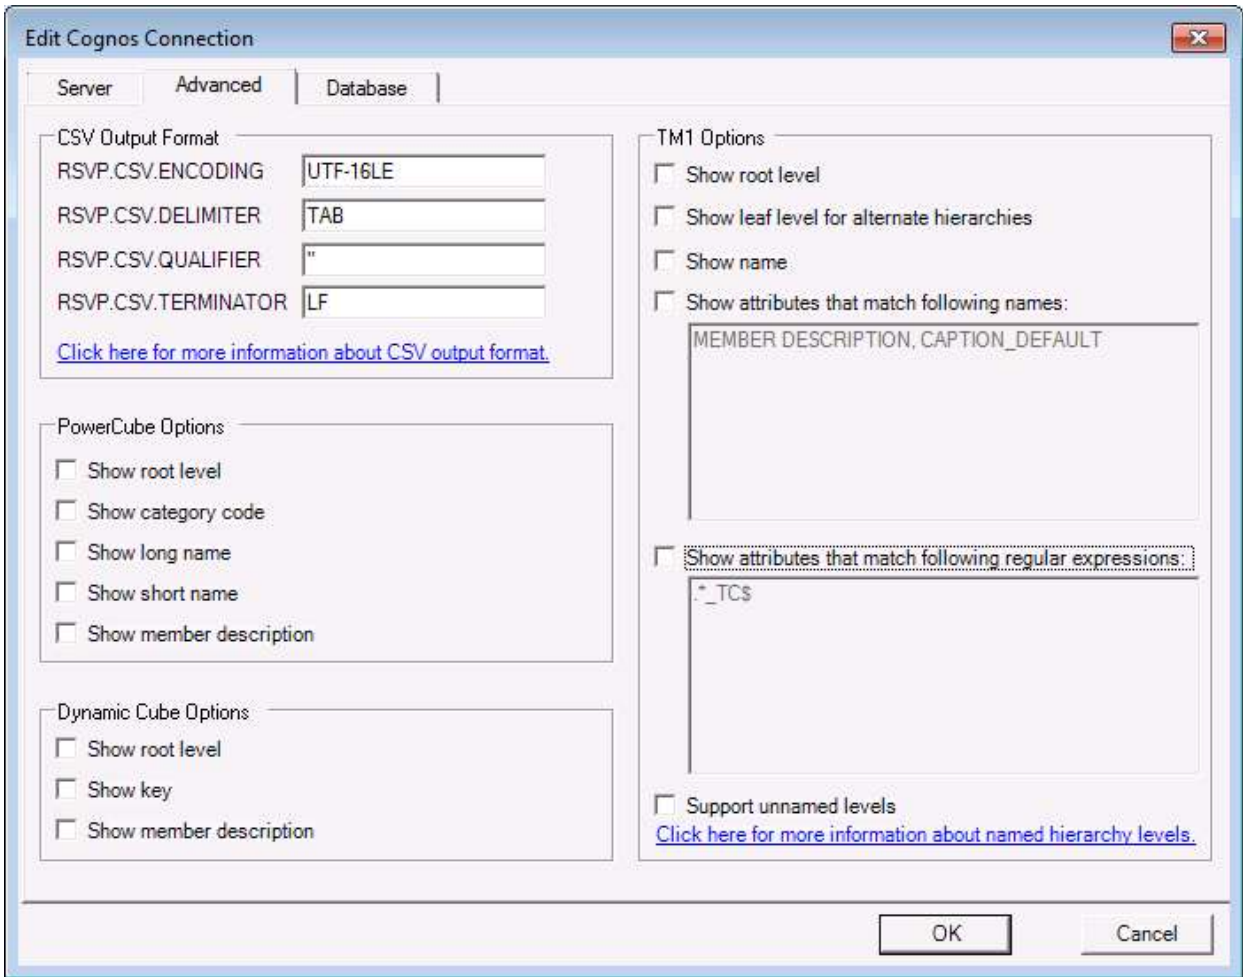 Edit Cognos Connection
Server
Advanced
Database
CSV Output Format
RSVP.CSV.ENCODING UTF-16LE
RSVP.CSV.DELIMITER TAB
RSVP.CSV.QUALIFIER "
RSVP.CSV.TERMINATOR LF
Click here for more information about CSV output format.
PowerCube Options
Show root level
Show category code
Show long name
Show short name
Show member description
Dynamic Cube Options
Show root level
Show key
Show member description
TM1 Options
Show root level
Show leaf level for alternate hierarchies
Show name
Show attributes that match following names:
MEMBER DESCRIPTION, CAPTION_DEFAULT
Show attributes that match following regular expressions:
.*_TC$
Support unnamed levels
Click here for more information about named hierarchy levels.
OK
Cancel